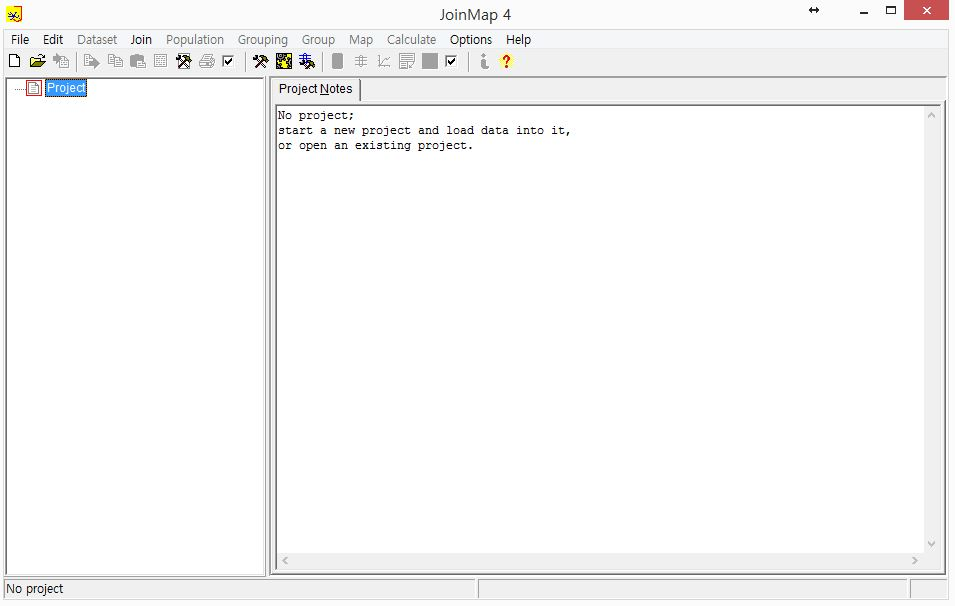 JoinMap 4
File Edit Dataset Join Population Grouping Group Map Calculate Options Help
Project
Project Notes
No project;
start a new project and load data into it,
or open an existing project.
No project